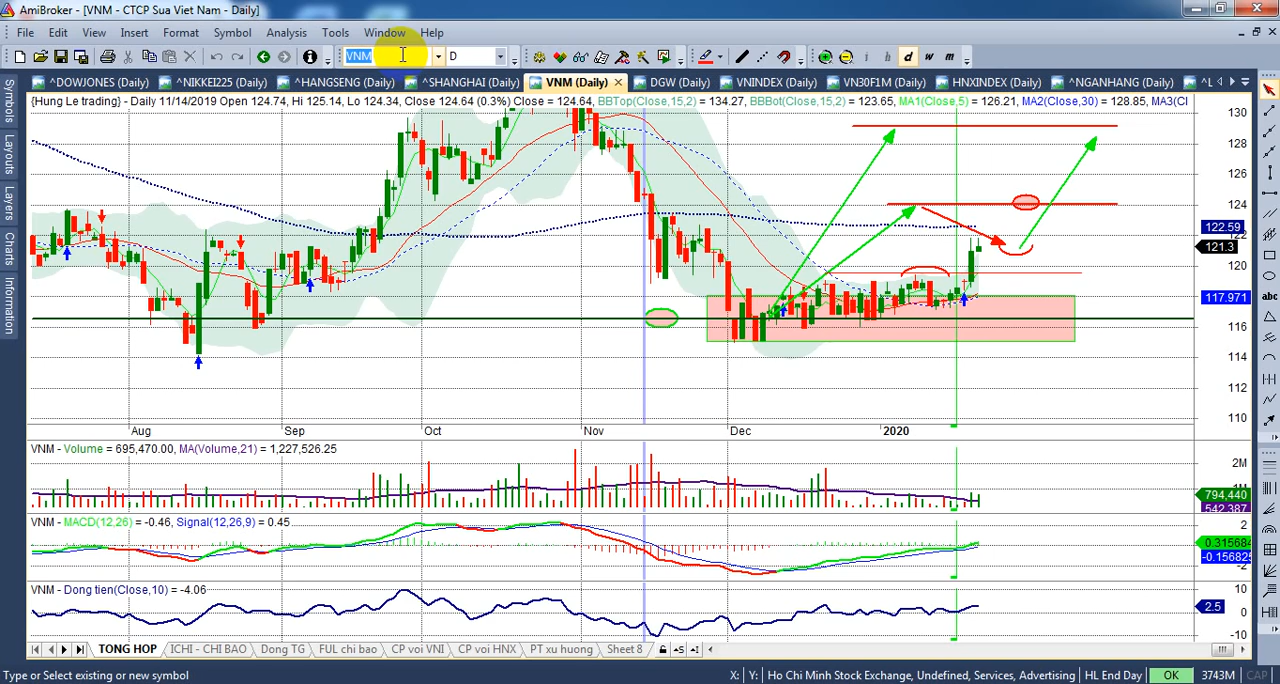 AmiBroker - [VNM - CTCP Sua Viet Nam - Daily]
File Edit View Insert Format Symbol Analysis Tools Window Help
VNM D i h d w m
^DOWJONES (Daily) ^NIKKEI225 (Daily) ^HANGSENG (Daily) ^SHANGHAI (Daily) VNM (Daily) DGW (Daily) VNINDEX (Daily) VN30F1M (Daily) HNXINDEX (Daily) ^NGANHANG (Daily) ^L
Symbols
Layouts
Layers
Charts
Information
{Hung Le trading} - Daily 11/14/2019 Open 124.74, Hi 125.14, Lo 124.34, Close 124.64 (0.3%) Close = 124.64, BBTop(Close,15,2) = 134.27, BBBot(Close,15,2) = 123.65, MA1(Close,5) = 126.21, MA2(Close,30) = 128.85, MA3(Cl
130
128
126
124
122.59
122
121.3
120
117.971
116
114
112
110
Aug Sep Oct Nov Dec 2020
VNM - Volume = 695,470.00, MA(Volume,21) = 1,227,526.25
2M
794,440
542,387
VNM - MACD(12,26) = -0.46, Signal(12,26,9) = 0.45
2
0.315684
-0.156825
-2
VNM - Dong tien(Close,10) = -4.06
10
2.5
0
-10
TONG HOP ICHI - CHI BAO Dong TG FUL chi bao CP voi VNI CP voi HNX PT xu huong Sheet 8
abc
Type or Select existing or new symbol X: Y: Ho Chi Minh Stock Exchange, Undefined, Services, Advertising HL End Day OK 3743M CAP